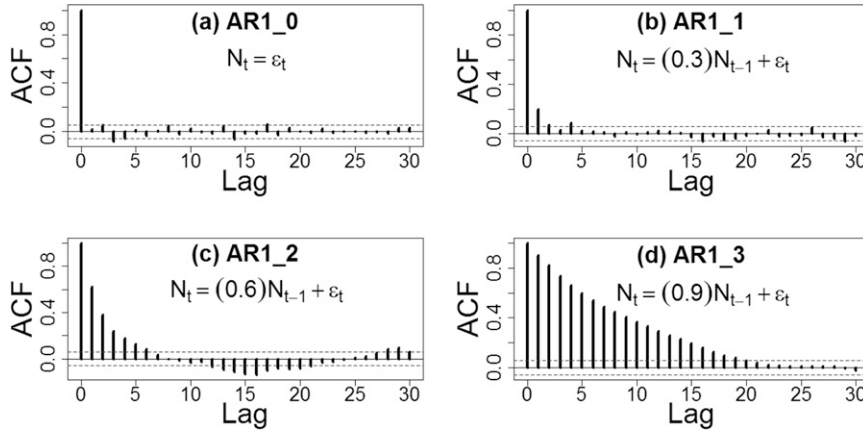 (a) AR1_0
Nₜ = εₜ
ACF
0.0 0.4 0.8
0 5 10 15 20 25 30
Lag
(b) AR1_1
Nₜ = (0.3)Nₜ₋₁ + εₜ
ACF
0.0 0.4 0.8
0 5 10 15 20 25 30
Lag
(c) AR1_2
Nₜ = (0.6)Nₜ₋₁ + εₜ
ACF
0.0 0.4 0.8
0 5 10 15 20 25 30
Lag
(d) AR1_3
Nₜ = (0.9)Nₜ₋₁ + εₜ
ACF
0.0 0.4 0.8
0 5 10 15 20 25 30
Lag